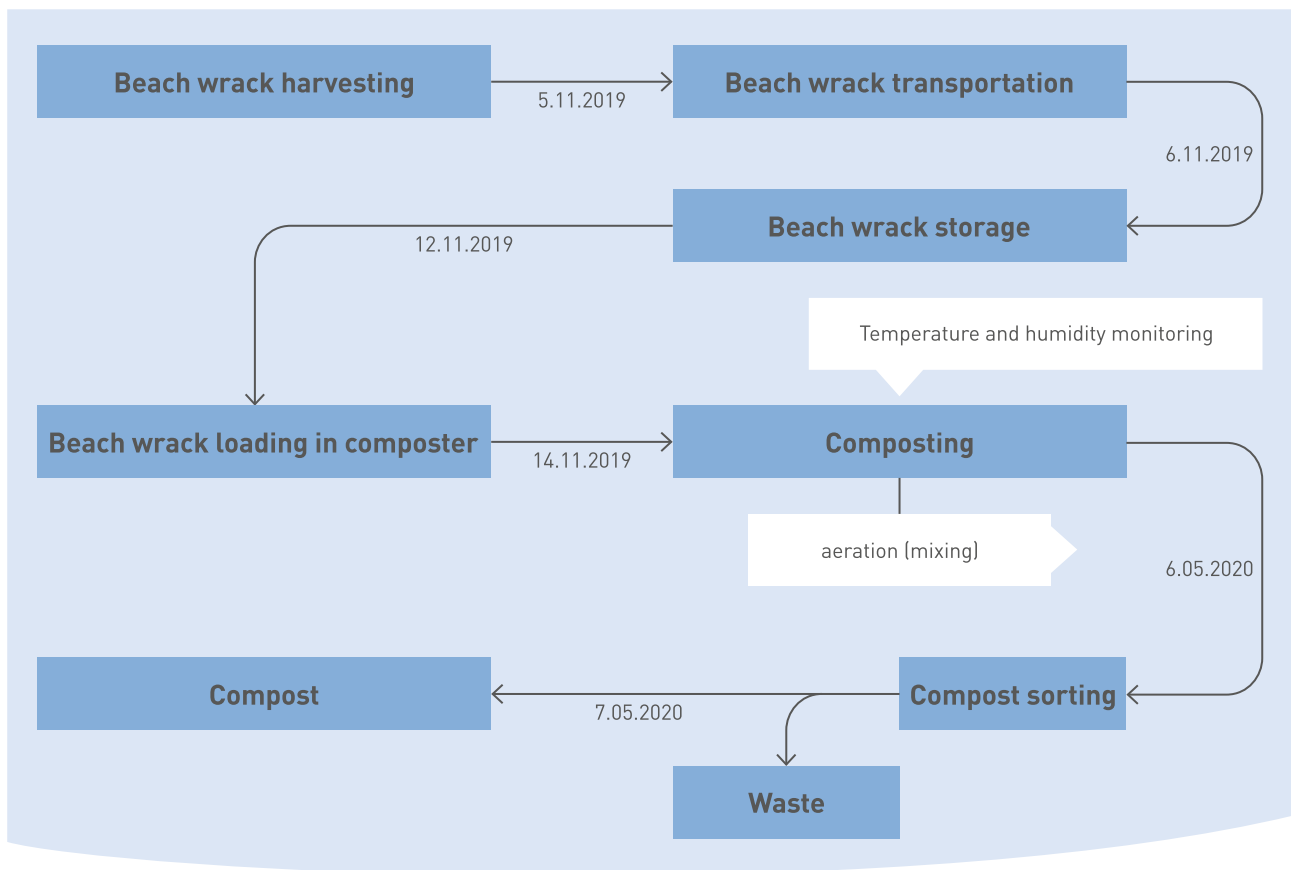 Beach wrack harvesting
5.11.2019
Beach wrack transportation
6.11.2019
Beach wrack storage
12.11.2019
Temperature and humidity monitoring
Beach wrack loading in composter
14.11.2019
Composting
aeration (mixing)
6.05.2020
Compost sorting
7.05.2020
Compost
Waste